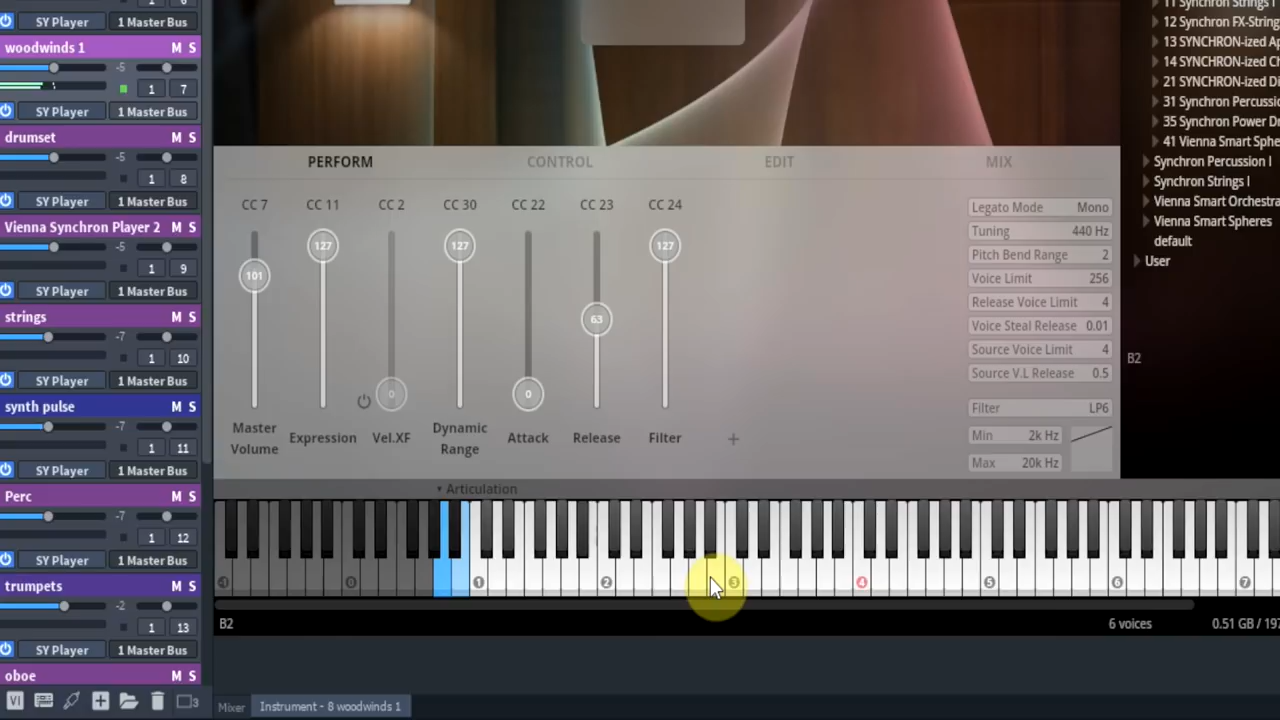 SY Player 1 Master Bus
woodwinds 1 M S
-5
1 7
SY Player 1 Master Bus
drumset M S
-5
1 8
SY Player 1 Master Bus
Vienna Synchron Player 2 M S
-5
1 9
SY Player 1 Master Bus
strings M S
-7
1 10
SY Player 1 Master Bus
synth pulse M S
-7
1 11
SY Player 1 Master Bus
Perc M S
-7
1 12
SY Player 1 Master Bus
trumpets M S
-2
1 13
SY Player 1 Master Bus
oboe M S
VI 3
PERFORM CONTROL EDIT MIX
CC 7 CC 11 CC 2 CC 30 CC 22 CC 23 CC 24
101 127 0 127 0 63 127
Master Volume Expression Vel.XF Dynamic Range Attack Release Filter +
Legato Mode Mono
Tuning 440 Hz
Pitch Bend Range 2
Voice Limit 256
Release Voice Limit 4
Voice Steal Release 0.01
Source Voice Limit 4
Source V.L Release 0.5
Filter LP6
Min 2k Hz
Max 20k Hz
11 Synchron Strings I
12 Synchron FX-String
13 SYNCHRON-ized Ap
14 SYNCHRON-ized Ch
21 SYNCHRON-ized Di
31 Synchron Percussi
35 Synchron Power Dr
41 Vienna Smart Sphe
Synchron Percussion I
Synchron Strings I
Vienna Smart Orchestra
Vienna Smart Spheres
default
User
B2
Articulation
-1 0 1 2 3 4 5 6 7
B2 6 voices 0.51 GB / 197
Mixer Instrument - 8 woodwinds 1